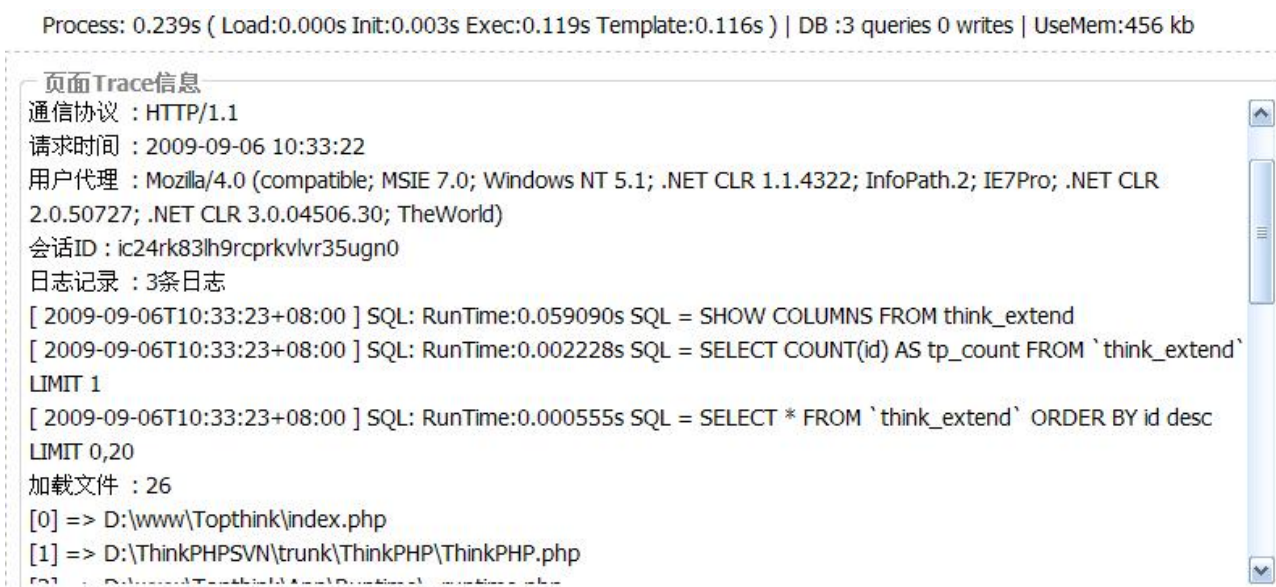 Process: 0.239s ( Load:0.000s Init:0.003s Exec:0.119s Template:0.116s ) | DB :3 queries 0 writes | UseMem:456 kb
页面Trace信息
通信协议 : HTTP/1.1
请求时间 : 2009-09-06 10:33:22
用户代理 : Mozilla/4.0 (compatible; MSIE 7.0; Windows NT 5.1; .NET CLR 1.1.4322; InfoPath.2; IE7Pro; .NET CLR
2.0.50727; .NET CLR 3.0.04506.30; TheWorld)
会话ID : ic24rk83lh9rcprkvlvr35ugn0
日志记录 : 3条日志
[ 2009-09-06T10:33:23+08:00 ] SQL: RunTime:0.059090s SQL = SHOW COLUMNS FROM think_extend
[ 2009-09-06T10:33:23+08:00 ] SQL: RunTime:0.002228s SQL = SELECT COUNT(id) AS tp_count FROM `think_extend`
LIMIT 1
[ 2009-09-06T10:33:23+08:00 ] SQL: RunTime:0.000555s SQL = SELECT * FROM `think_extend` ORDER BY id desc
LIMIT 0,20
加载文件 : 26
[0] => D:\www\Topthink\index.php
[1] => D:\ThinkPHPSVN\trunk\ThinkPHP\ThinkPHP.php
[2] => D:\www\Topthink\App\Runtime\~runtime.php